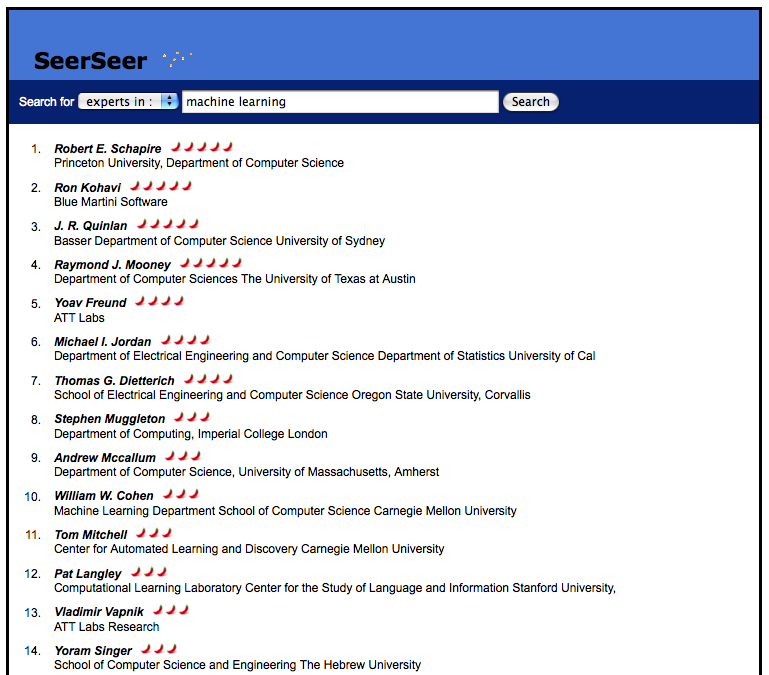 SeerSeer
Search for experts in : machine learning Search
1. Robert E. Schapire
Princeton University, Department of Computer Science
2. Ron Kohavi
Blue Martini Software
3. J. R. Quinlan
Basser Department of Computer Science University of Sydney
4. Raymond J. Mooney
Department of Computer Sciences The University of Texas at Austin
5. Yoav Freund
ATT Labs
6. Michael I. Jordan
Department of Electrical Engineering and Computer Science Department of Statistics University of Cal
7. Thomas G. Dietterich
School of Electrical Engineering and Computer Science Oregon State University, Corvallis
8. Stephen Muggleton
Department of Computing, Imperial College London
9. Andrew Mccallum
Department of Computer Science, University of Massachusetts, Amherst
10. William W. Cohen
Machine Learning Department School of Computer Science Carnegie Mellon University
11. Tom Mitchell
Center for Automated Learning and Discovery Carnegie Mellon University
12. Pat Langley
Computational Learning Laboratory Center for the Study of Language and Information Stanford University,
13. Vladimir Vapnik
ATT Labs Research
14. Yoram Singer
School of Computer Science and Engineering The Hebrew University